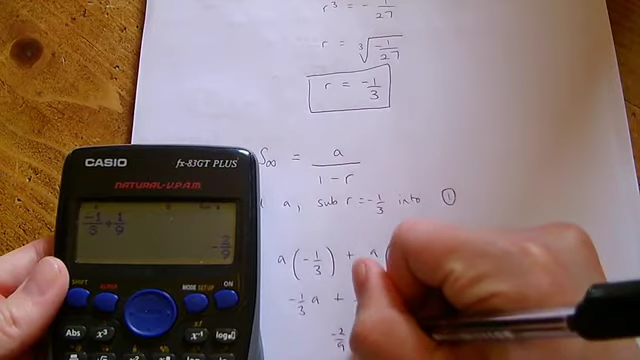 r³ = - 1/27
r = ∛(-1/27)
r = -1/3
S∞ = a/(1 - r)
a, sub r = -1/3 into ①
a(-1/3) + a(
-1/3 a +
-2/9
CASIO fx-83GT PLUS
NATURAL-V.P.A.M.
-1/3+1/9
-2/9
SHIFT ALPHA MODE SETUP ON
Abs x³ x⁻¹ log